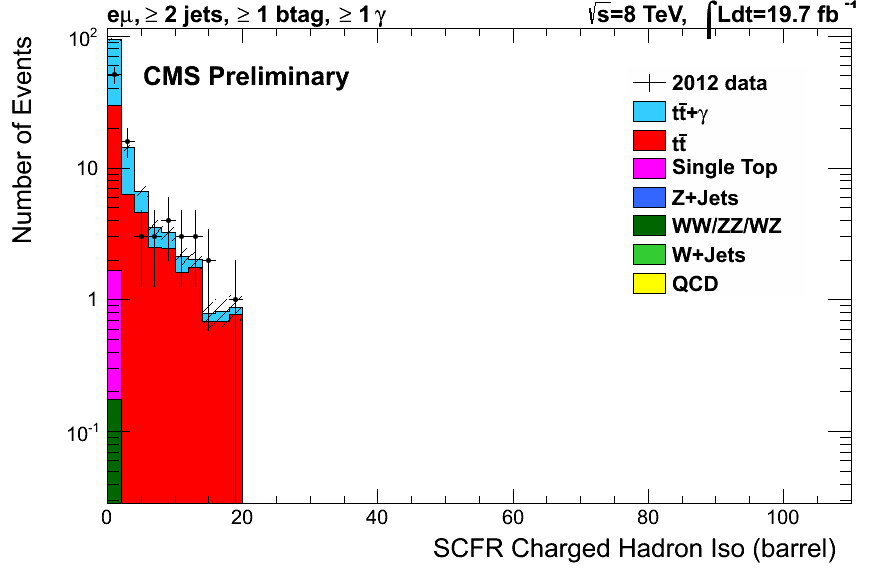 eμ, ≥ 2 jets, ≥ 1 btag, ≥ 1 γ
√s=8 TeV, ∫Ldt=19.7 fb⁻¹
CMS Preliminary
2012 data
tt̄+γ
tt̄
Single Top
Z+Jets
WW/ZZ/WZ
W+Jets
QCD
Number of Events
10²
10
1
10⁻¹
0 20 40 60 80 100
SCFR Charged Hadron Iso (barrel)